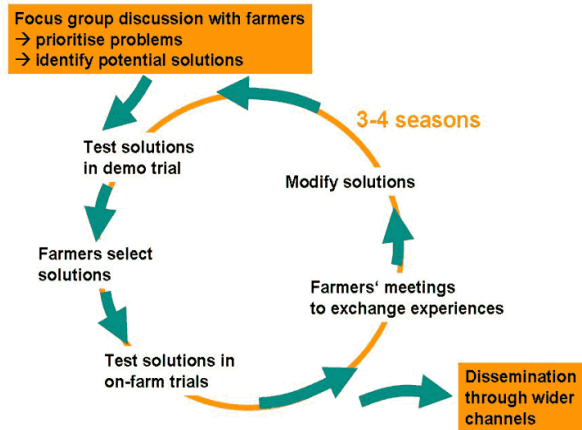 Focus group discussion with farmers
→ prioritise problems
→ identify potential solutions
3-4 seasons
Test solutions
in demo trial
Modify solutions
Farmers select
solutions
Farmers‘ meetings
to exchange experiences
Test solutions in
on-farm trials
Dissemination
through wider
channels